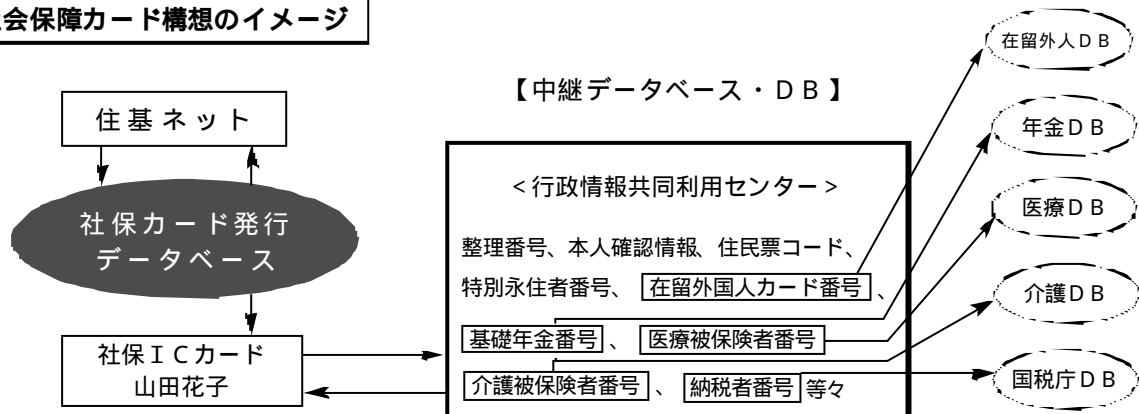 会保障カード構想のイメージ
【中継データベース・ＤＢ】
住基ネット
社保カード発行
データベース
社保ＩＣカード
山田花子
＜行政情報共同利用センター＞
整理番号、本人確認情報、住民票コード、
特別永住者番号、在留外国人カード番号、
基礎年金番号、医療被保険者番号
介護被保険者番号、納税者番号等々
在留外人ＤＢ
年金ＤＢ
医療ＤＢ
介護ＤＢ
国税庁ＤＢ